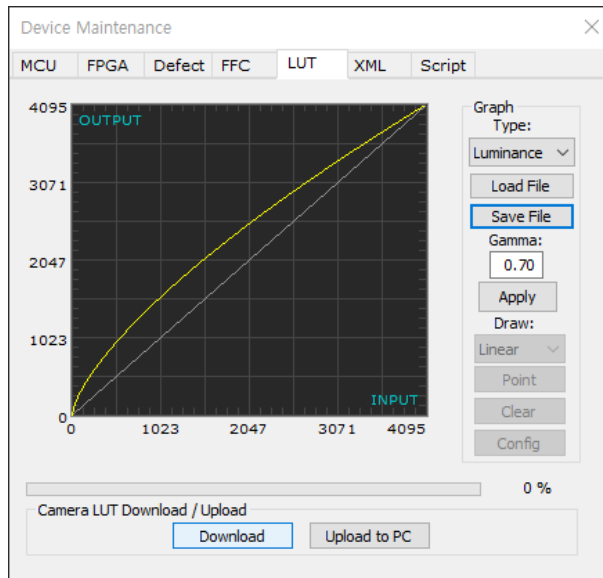 Device Maintenance
MCU FPGA Defect FFC LUT XML Script
4095
OUTPUT
3071
2047
1023
0
INPUT
0 1023 2047 3071 4095
Graph
Type:
Luminance
Load File
Save File
Gamma:
0.70
Apply
Draw:
Linear
Point
Clear
Config
0 %
Camera LUT Download / Upload
Download Upload to PC